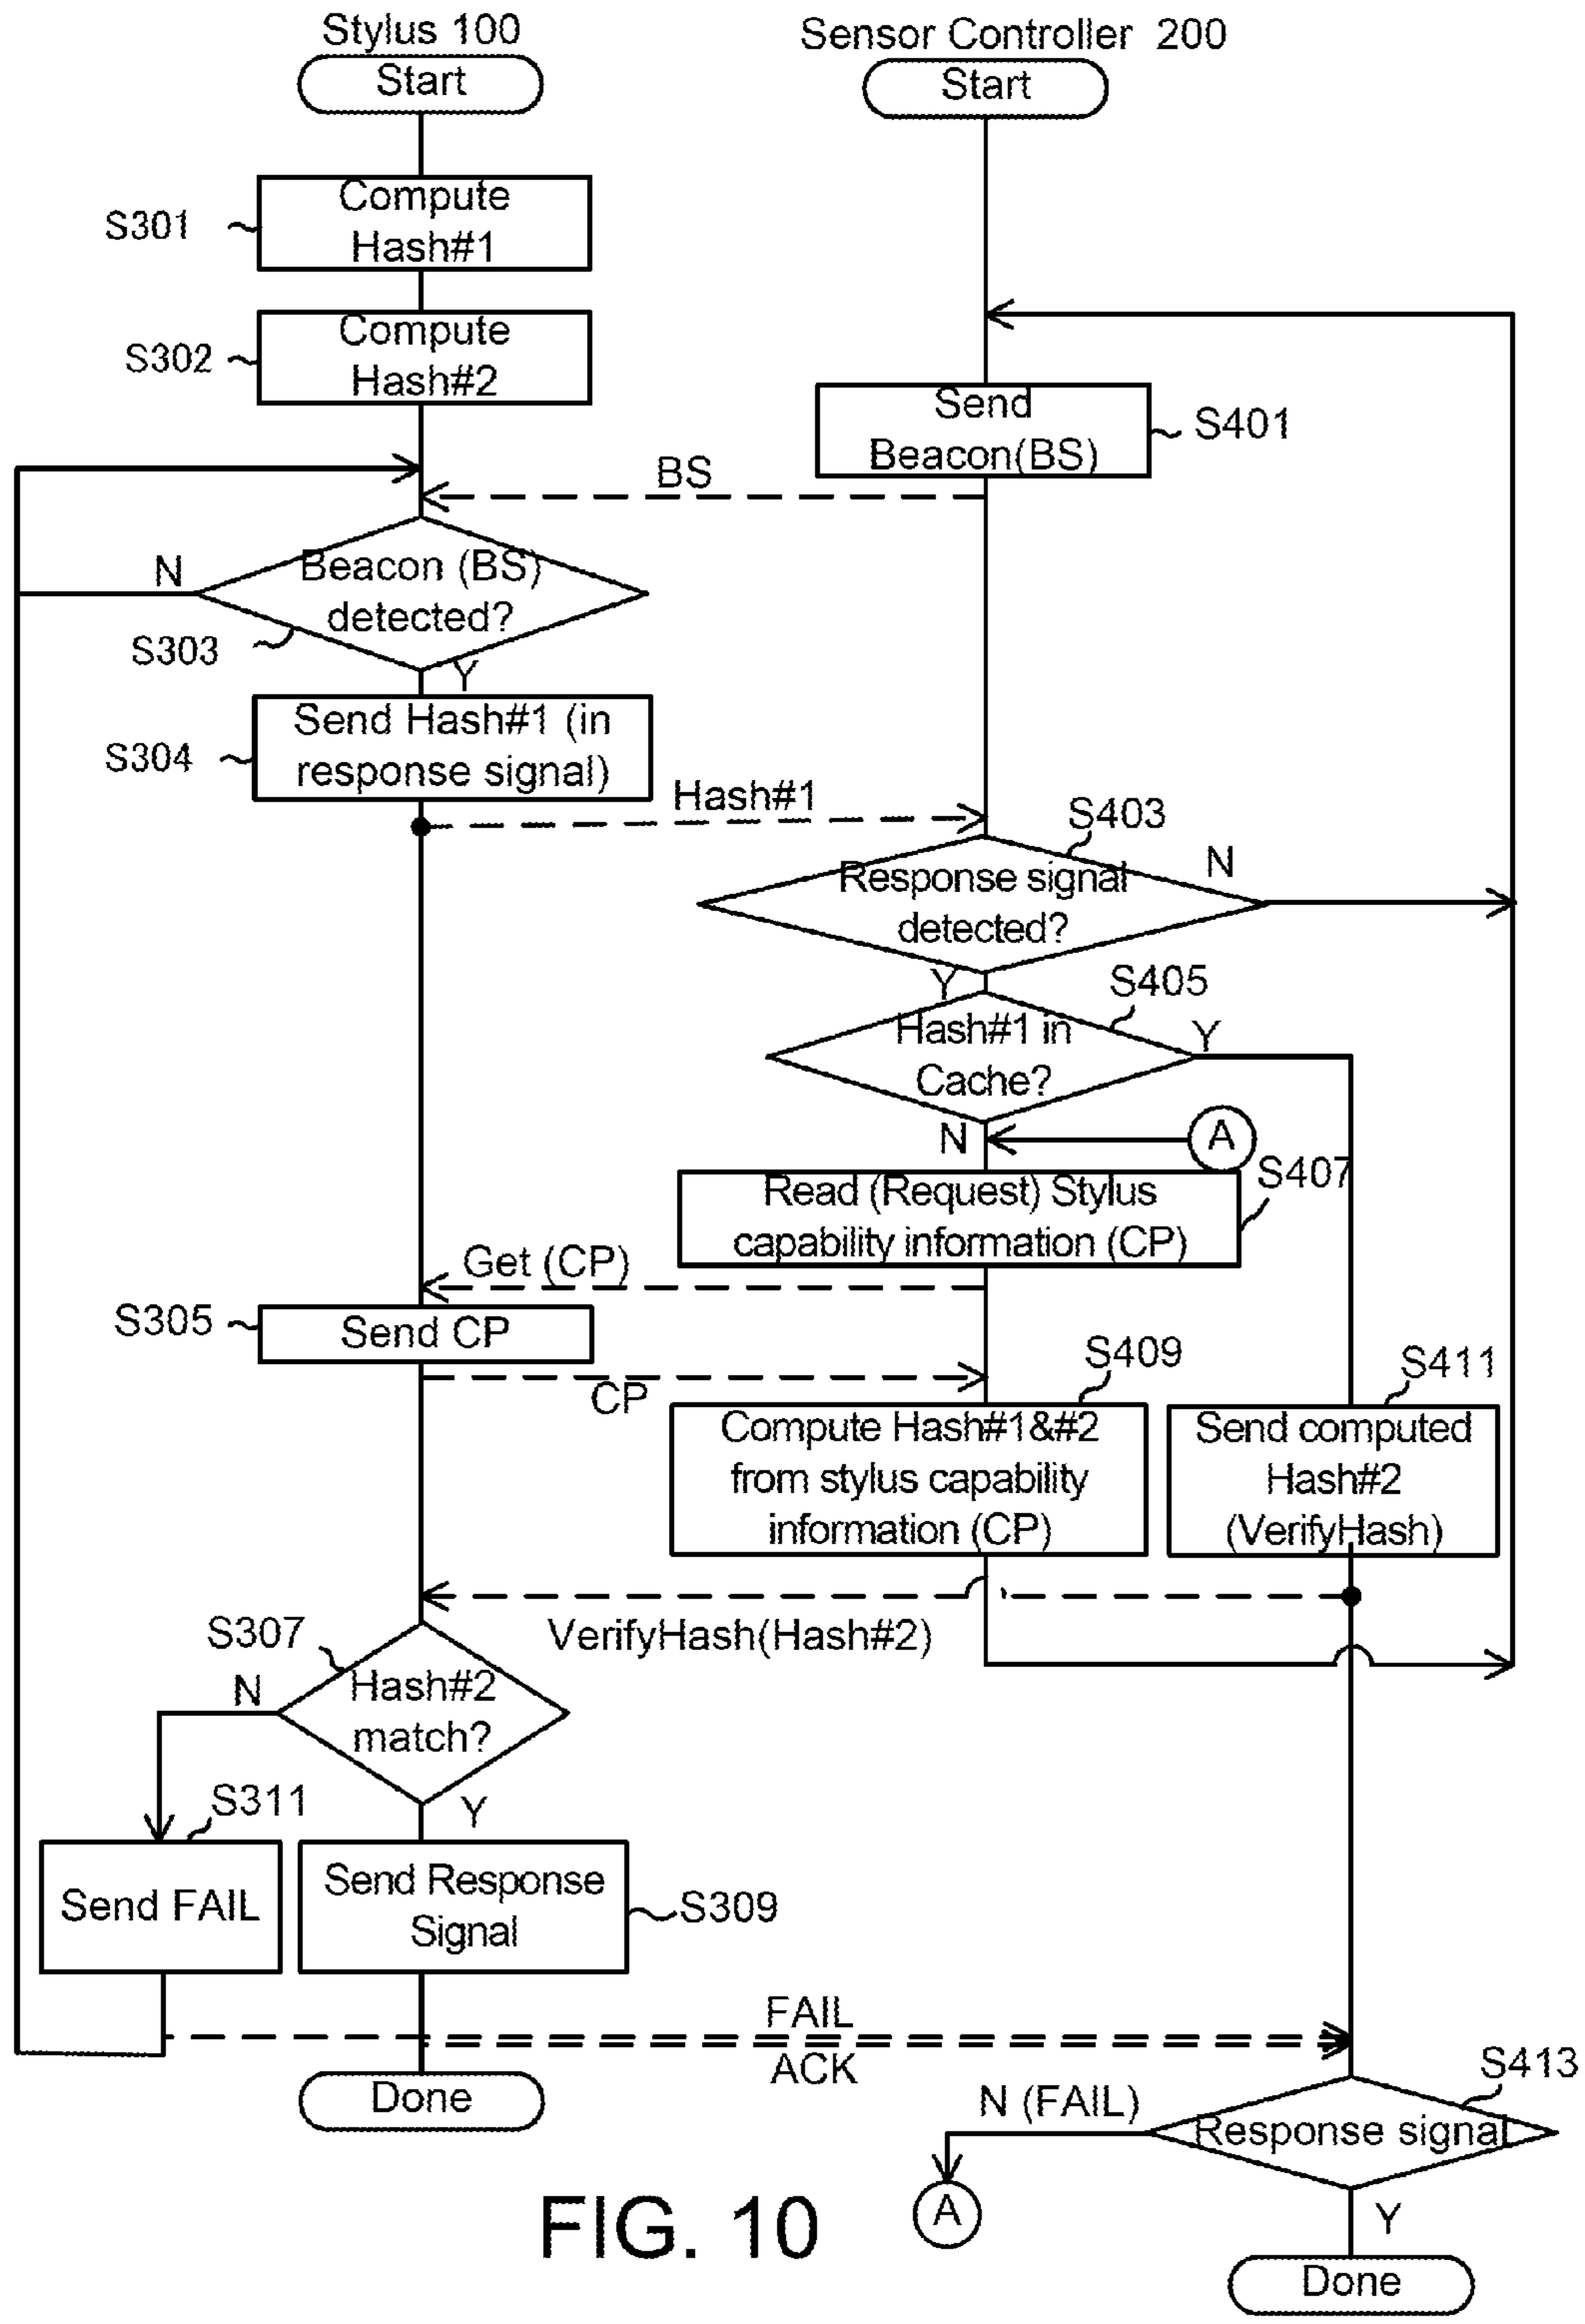 Stylus 100
Sensor Controller 200
Start
Start
S301
Compute
Hash#1
S302
Compute
Hash#2
Send
Beacon(BS)
S401
BS
N
Beacon (BS)
detected?
S303
Y
Send Hash#1 (in
response signal)
S304
Hash#1
S403
Response signal
detected?
N
Y
S405
Hash#1 in
Cache?
Y
N
A
S407
Read (Request) Stylus
capability information (CP)
Get (CP)
S305
Send CP
CP
S409
Compute Hash#1&#2
from stylus capability
information (CP)
S411
Send computed
Hash#2
(VerifyHash)
VerifyHash(Hash#2)
S307
Hash#2
match?
N
Y
S311
Send FAIL
Send Response
Signal
S309
FAIL
ACK
Done
S413
N (FAIL)
Response signal
A
Y
Done
FIG. 10